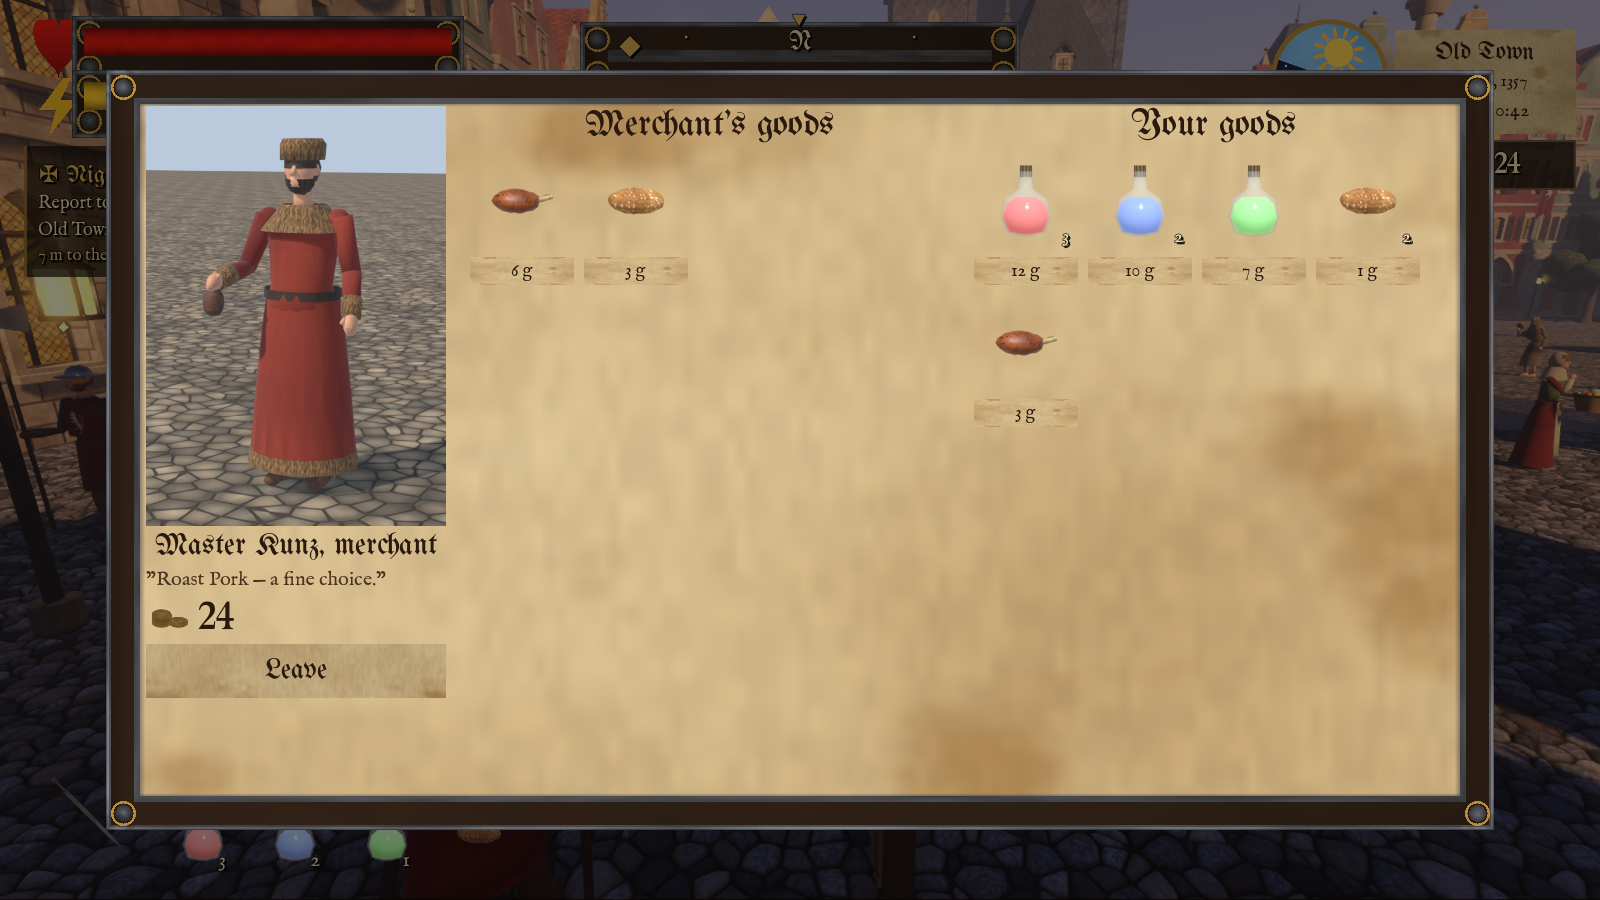 N
Old Town
1357
0:42
24
✠ Nig
Report to
Old Tow
7 m to the
Merchant's goods
Your goods
3
2
2
6 g
3 g
12 g
10 g
7 g
1 g
3 g
Master Kunz, merchant
"Roast Pork – a fine choice."
24
Leave
3
2
1